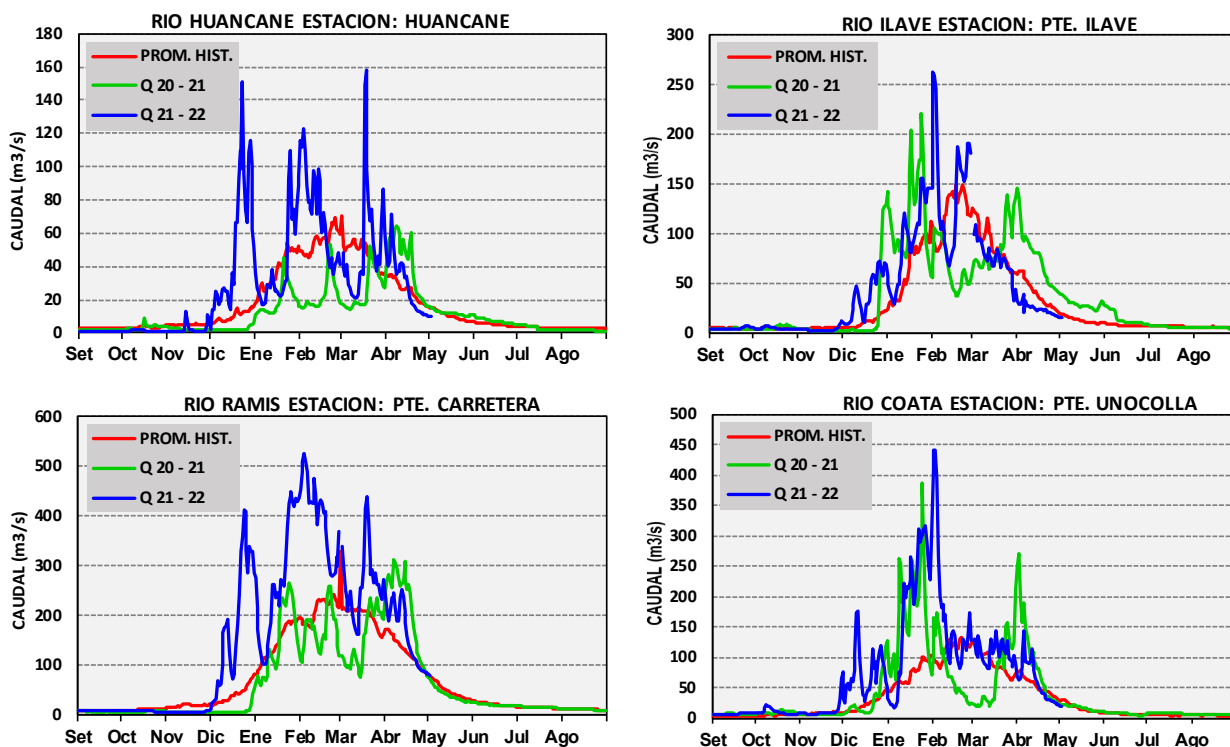 RIO HUANCANE ESTACION: HUANCANE
CAUDAL (m3/s)
180
160
140
120
100
80
60
40
20
0
PROM. HIST.
Q 20 - 21
Q 21 - 22
Set Oct Nov Dic Ene Feb Mar Abr May Jun Jul Ago
RIO ILAVE ESTACION: PTE. ILAVE
CAUDAL (m3/s)
300
250
200
150
100
50
0
PROM. HIST.
Q 20 - 21
Q 21 - 22
Set Oct Nov Dic Ene Feb Mar Abr May Jun Jul Ago
RIO RAMIS ESTACION: PTE. CARRETERA
CAUDAL (m3/s)
600
500
400
300
200
100
0
PROM. HIST.
Q 20 - 21
Q 21 - 22
Set Oct Nov Dic Ene Feb Mar Abr May Jun Jul Ago
RIO COATA ESTACION: PTE. UNOCOLLA
CAUDAL (m3/s)
500
450
400
350
300
250
200
150
100
50
0
PROM. HIST.
Q 20 - 21
Q 21 - 22
Set Oct Nov Dic Ene Feb Mar Abr May Jun Jul Ago